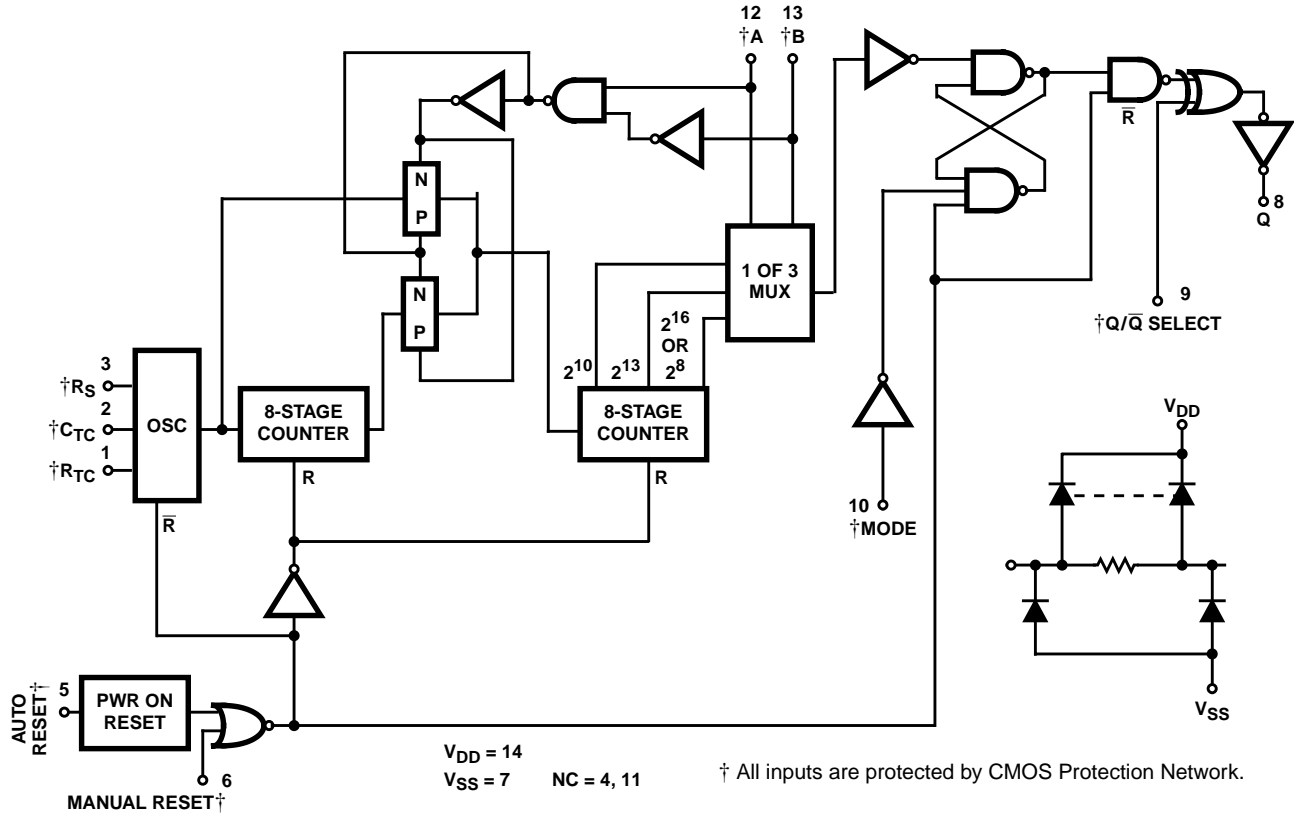 12 13
†A †B
R̅
8
Q
9
†Q/Q̅ SELECT
N
P
N
P
1 OF 3
MUX
2^16
OR
2^10 2^13 2^8
3
†R_S
2
†C_TC
1
†R_TC
OSC
R̅
8-STAGE
COUNTER
R
8-STAGE
COUNTER
R
10
†MODE
V_DD
V_SS
5
AUTO
RESET†
PWR ON
RESET
6
MANUAL RESET†
V_DD = 14
V_SS = 7 NC = 4, 11
† All inputs are protected by CMOS Protection Network.